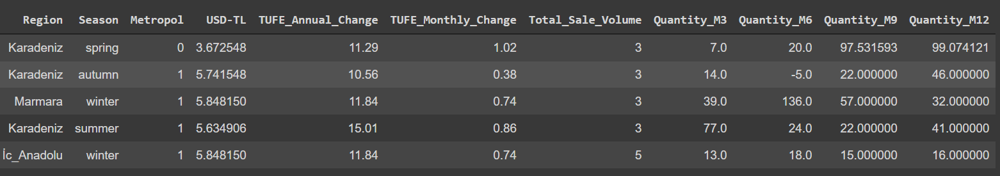 Region Season Metropol USD-TL TUFE_Annual_Change TUFE_Monthly_Change Total_Sale_Volume Quantity_M3 Quantity_M6 Quantity_M9 Quantity_M12
Karadeniz spring 0 3.672548 11.29 1.02 3 7.0 20.0 97.531593 99.074121
Karadeniz autumn 1 5.741548 10.56 0.38 3 14.0 -5.0 22.000000 46.000000
Marmara winter 1 5.848150 11.84 0.74 3 39.0 136.0 57.000000 32.000000
Karadeniz summer 1 5.634906 15.01 0.86 3 77.0 24.0 22.000000 41.000000
İc_Anadolu winter 1 5.848150 11.84 0.74 5 13.0 18.0 15.000000 16.000000